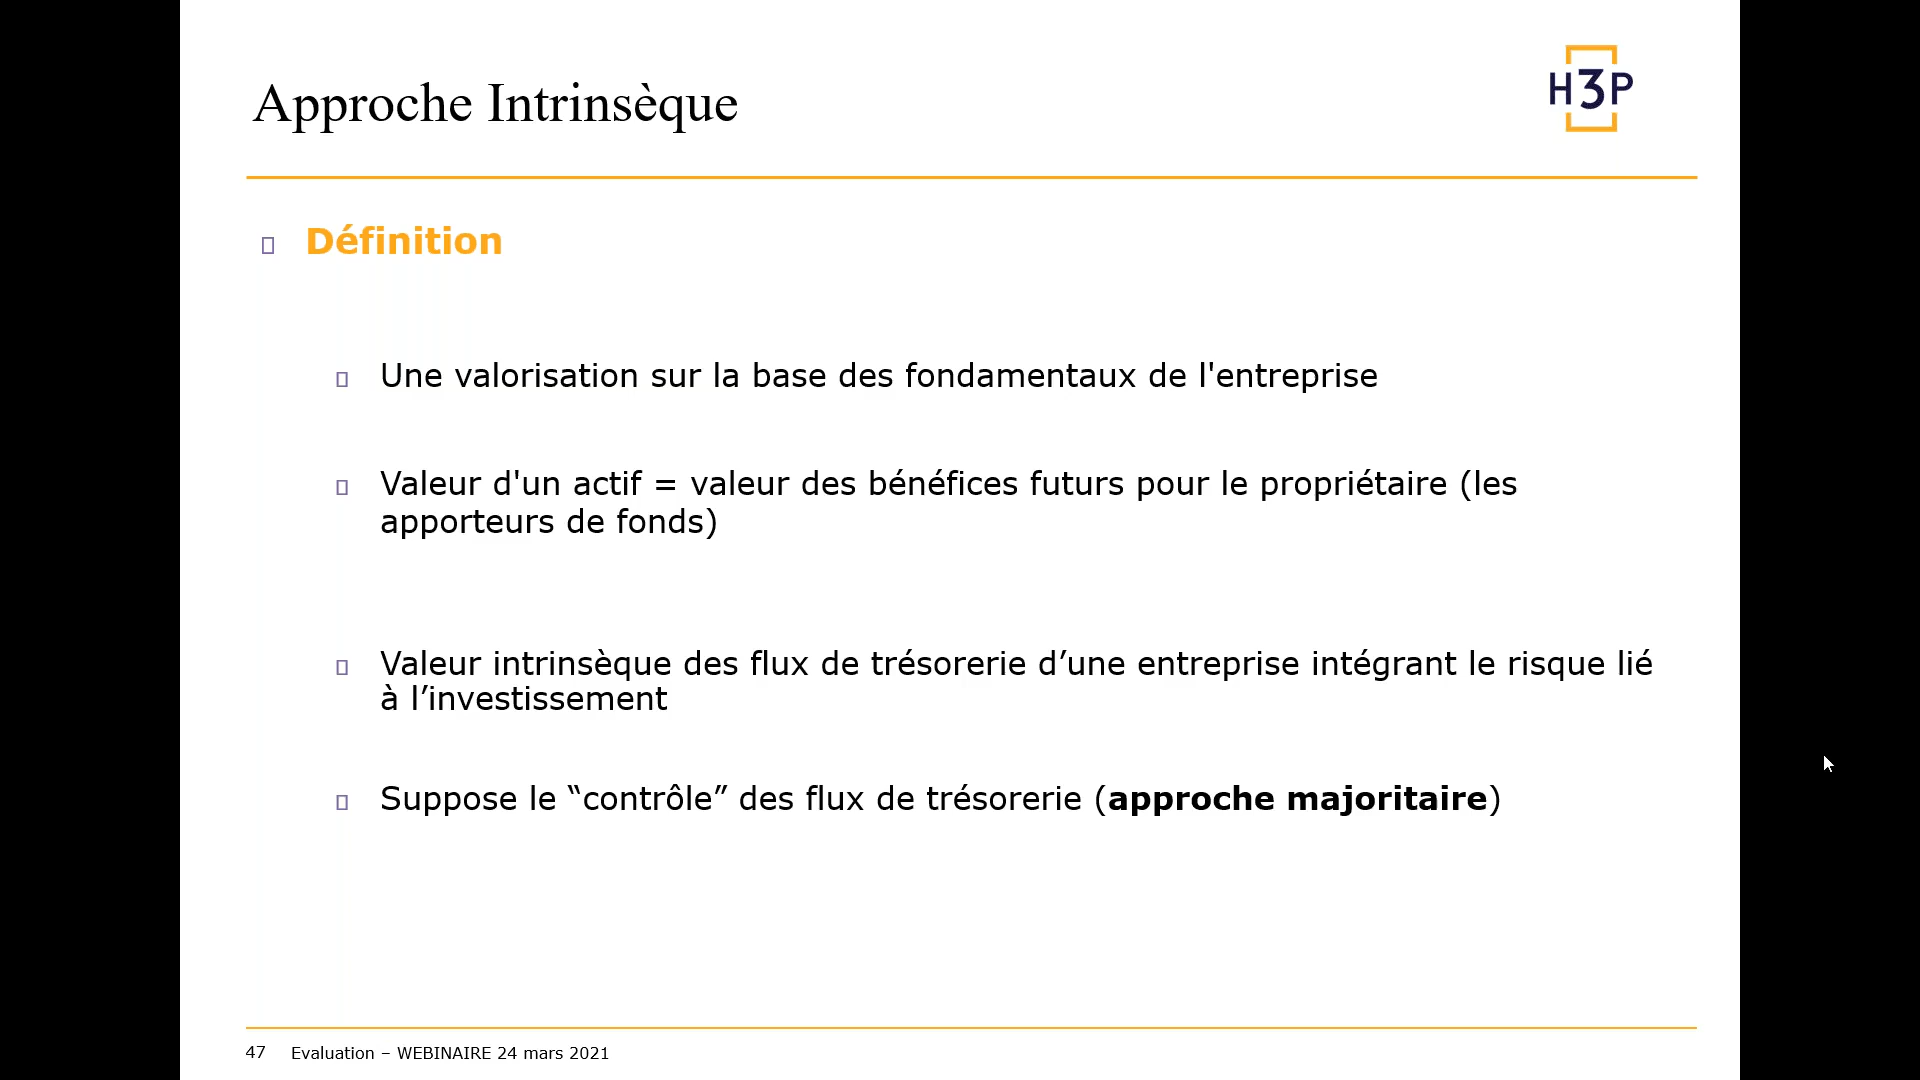 Approche Intrinsèque
H3P
Définition
Une valorisation sur la base des fondamentaux de l'entreprise
Valeur d'un actif = valeur des bénéfices futurs pour le propriétaire (les
apporteurs de fonds)
Valeur intrinsèque des flux de trésorerie d’une entreprise intégrant le risque lié
à l’investissement
Suppose le “contrôle” des flux de trésorerie (approche majoritaire)
47 Evaluation – WEBINAIRE 24 mars 2021